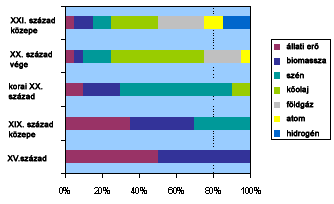 XXI. század
közepe
XX. század
vége
korai XX.
század
XIX. század
közepe
XV.század
0%
20%
40%
60%
80%
100%
állati erő
biomassza
szén
kőolaj
földgáz
atom
hidrogén